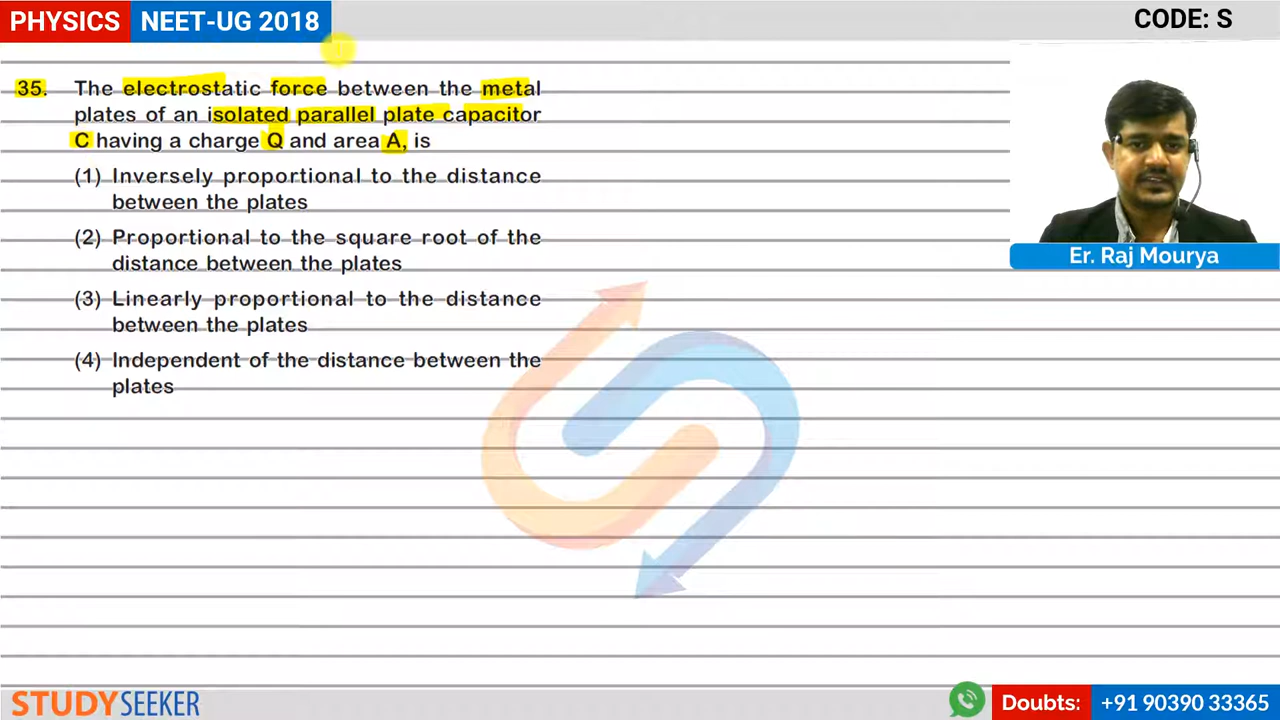 PHYSICS NEET-UG 2018
CODE: S
35. The electrostatic force between the metal
plates of an isolated parallel plate capacitor
C having a charge Q and area A, is
(1) Inversely proportional to the distance
between the plates
(2) Proportional to the square root of the
distance between the plates
(3) Linearly proportional to the distance
between the plates
(4) Independent of the distance between the
plates
Er. Raj Mourya
STUDYSEEKER
Doubts: +91 90390 33365